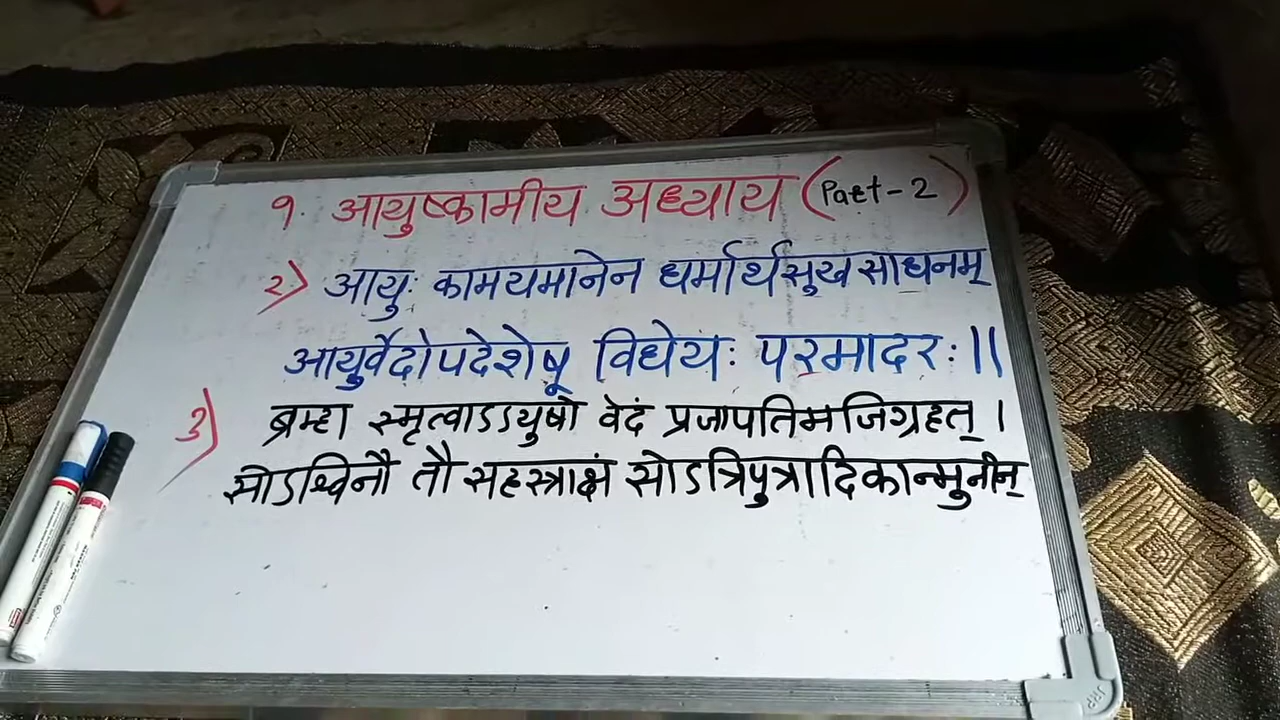 १. आयुष्कामीय अध्याय (Part-2)
२) आयुः कामयमानेन धर्मार्थसुखसाधनम्
आयुर्वेदोपदेशेषू विधेयः परमादरः॥
३) ब्रम्हा स्मृत्वाऽऽयुषो वेदं प्रजापतिमजिग्रहत्।
सोऽश्विनौ तौ सहस्त्राक्षं सोऽत्रिपुत्रादिकान्मुनीन्
JRP